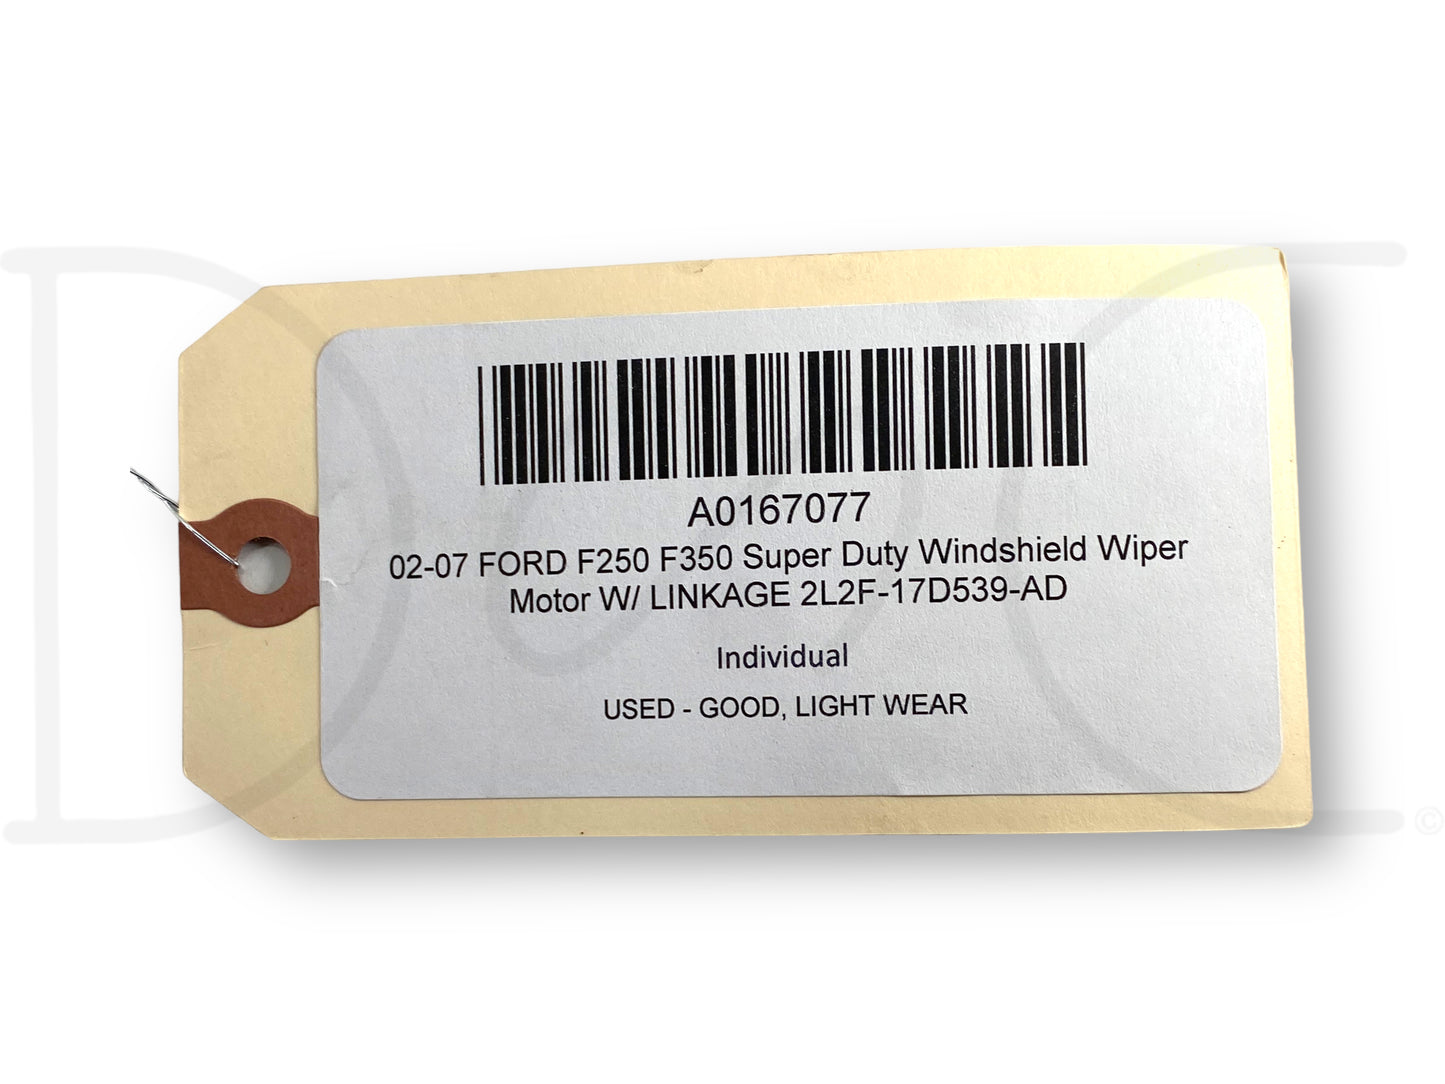 A0167077
02-07 FORD F250 F350 Super Duty Windshield Wiper
Motor W/ LINKAGE 2L2F-17D539-AD
Individual
USED - GOOD, LIGHT WEAR
©